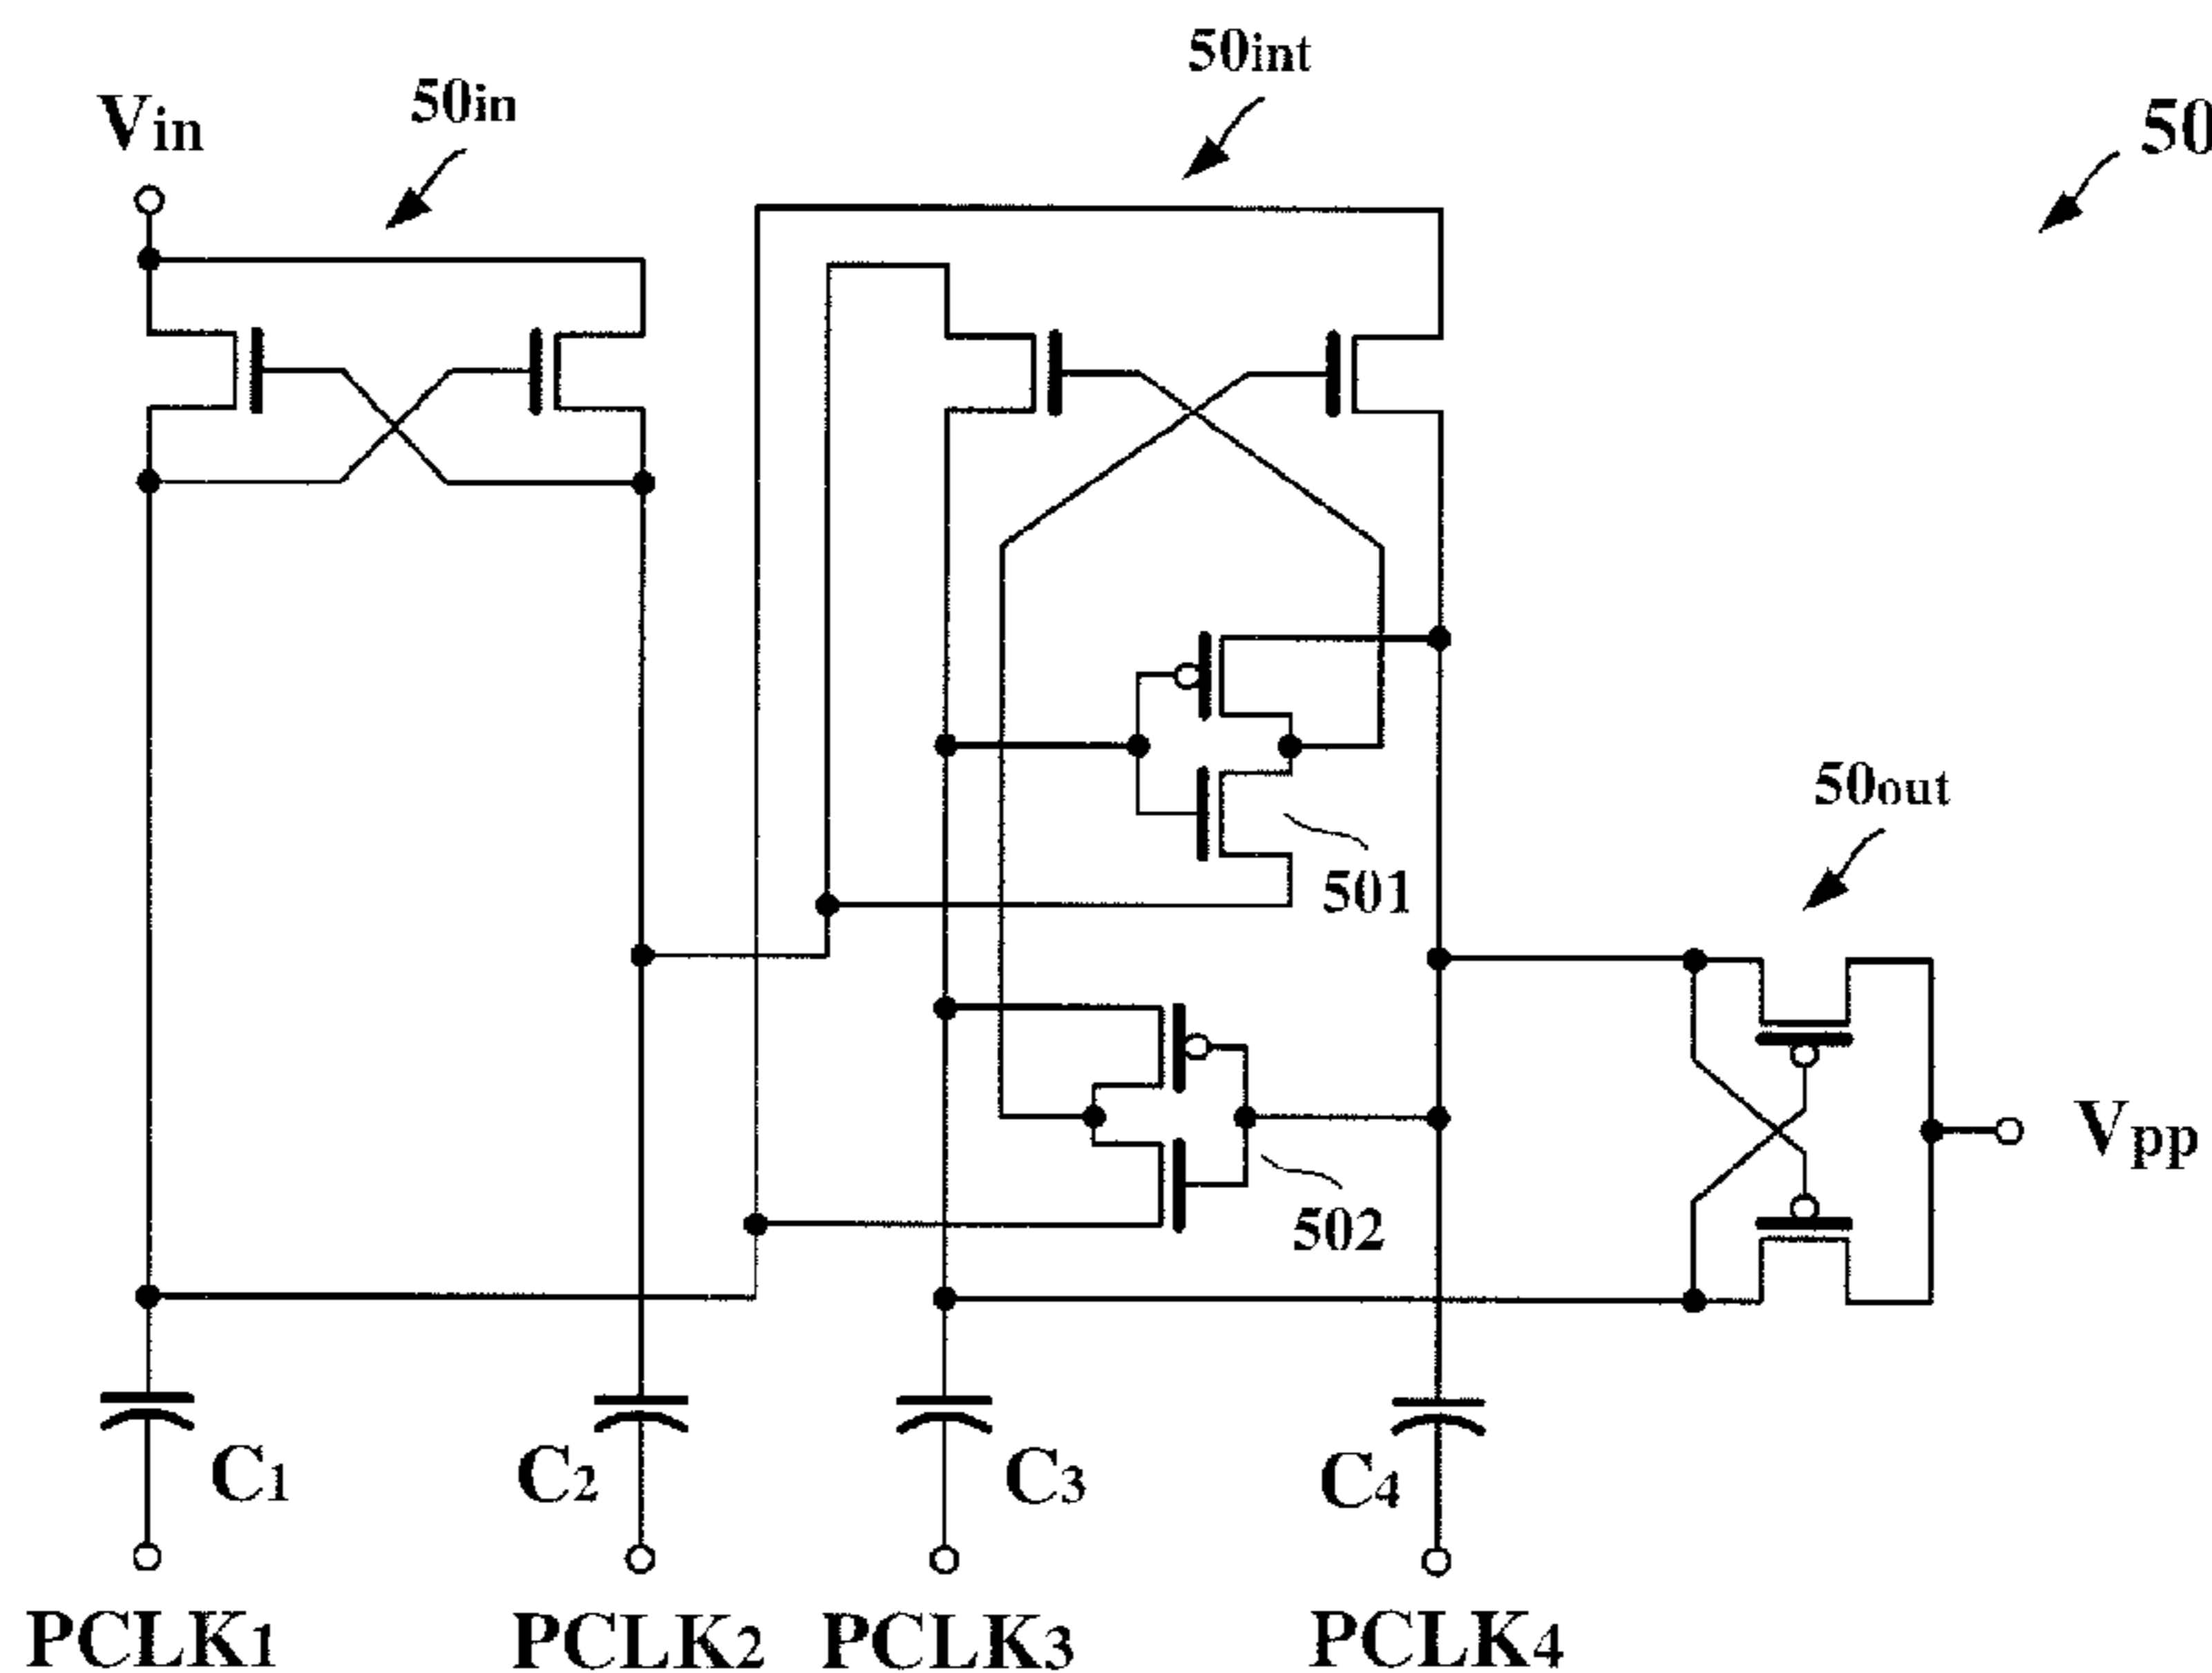 50int
50in
Vin
50
50out
501
Vpp
502
C1
C2
C3
C4
PCLK1
PCLK2
PCLK3
PCLK4